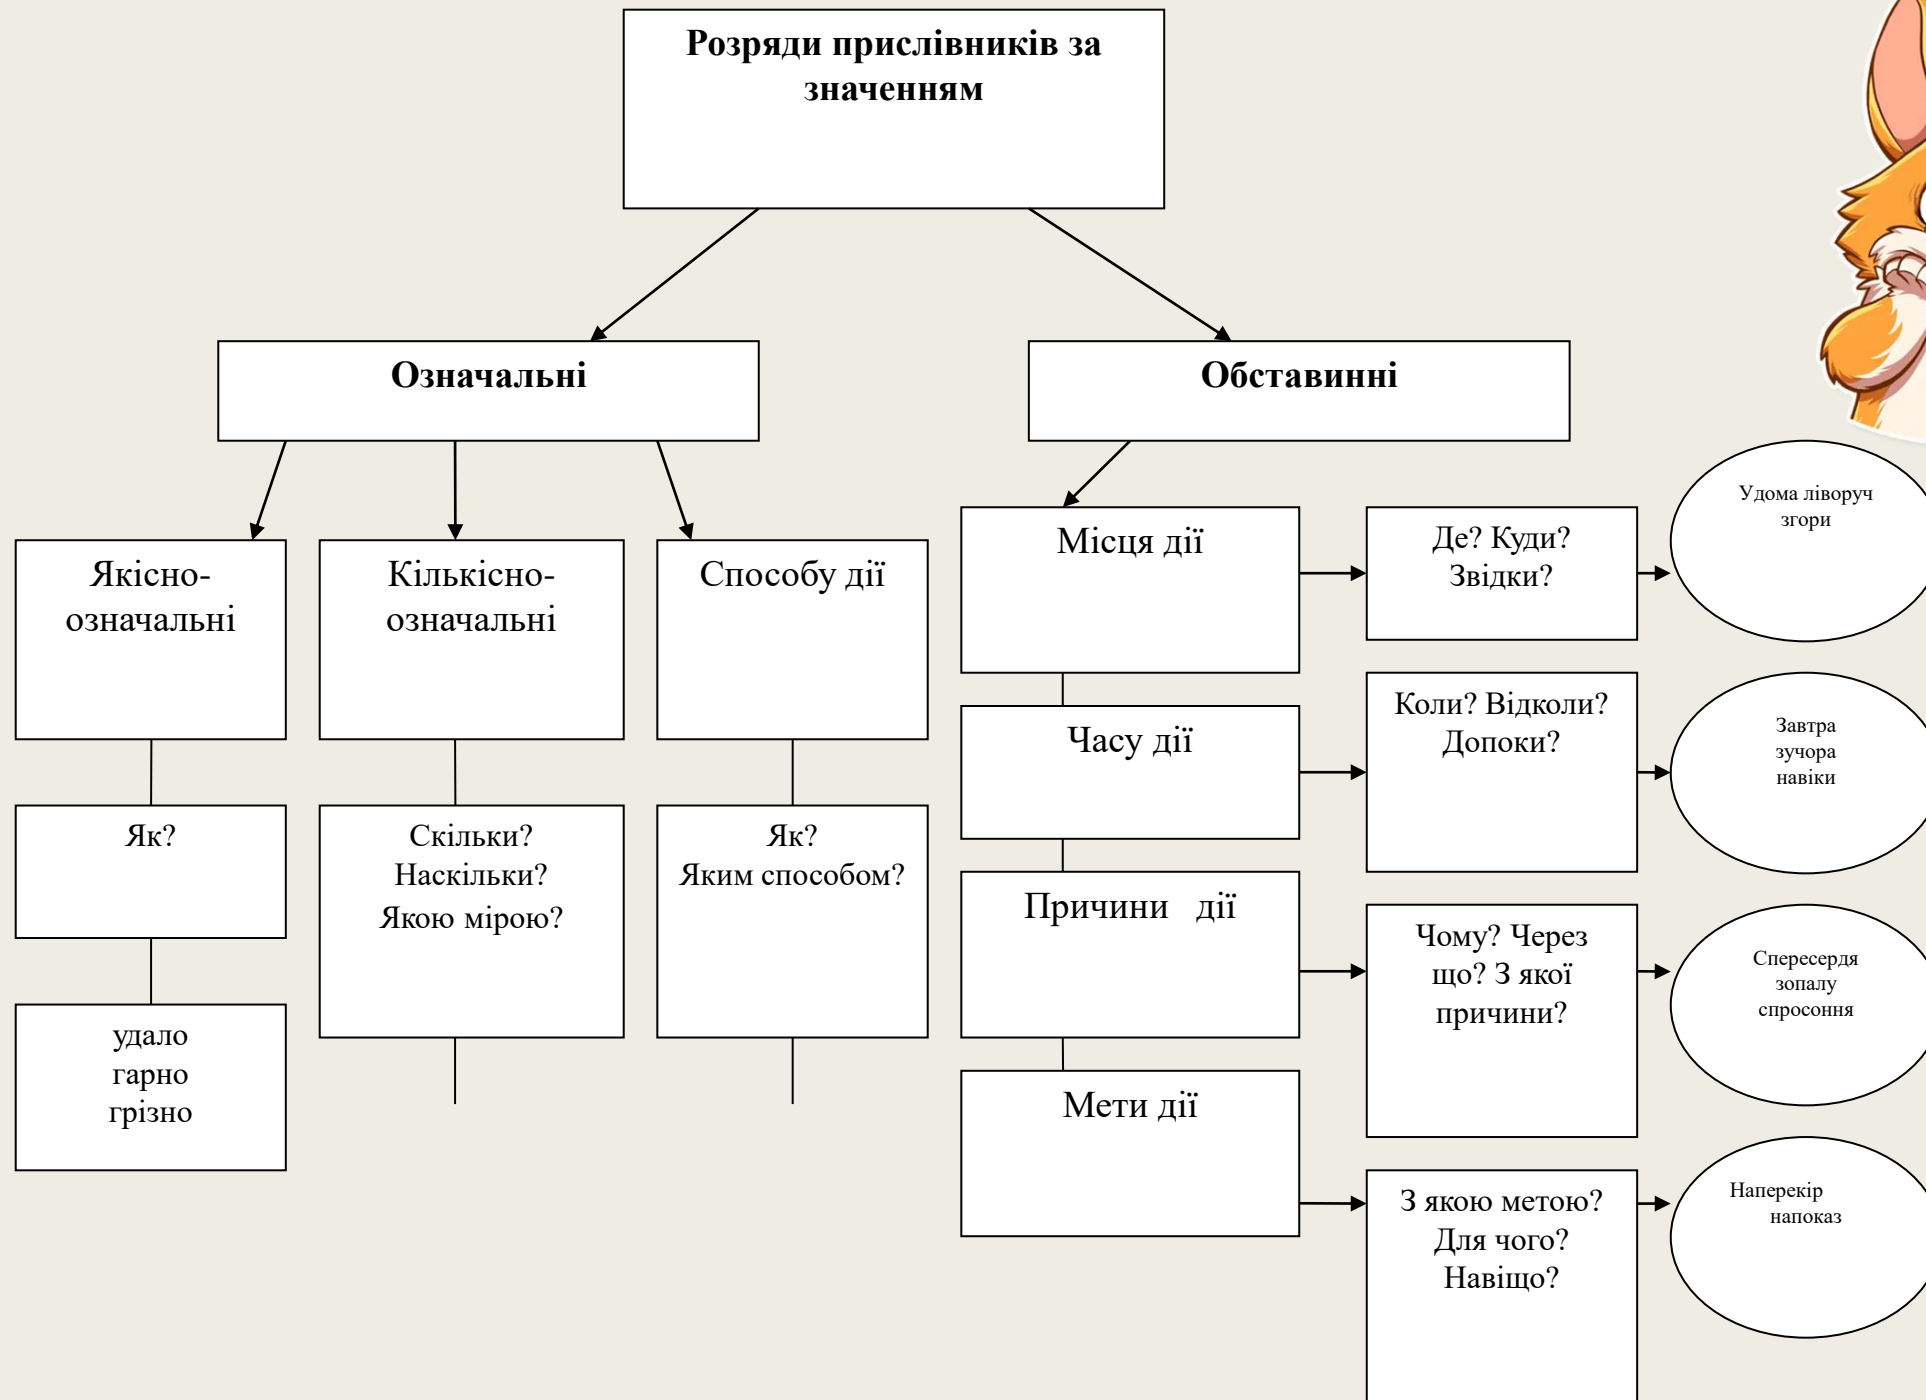 Розряди прислівників за
значенням
Означальні
Обставинні
Якісно-
означальні
Кількісно-
означальні
Способу дії
Як?
Скільки?
Наскільки?
Якою мірою?
Як?
Яким способом?
удало
гарно
грізно
Місця дії
Де? Куди?
Звідки?
Удома ліворуч
згори
Часу дії
Коли? Відколи?
Допоки?
Завтра
зучора
навіки
Причини дії
Чому? Через
що? З якої
причини?
Спересердя
зопалу
спросоння
Мети дії
З якою метою?
Для чого?
Навіщо?
Наперекір
напоказ